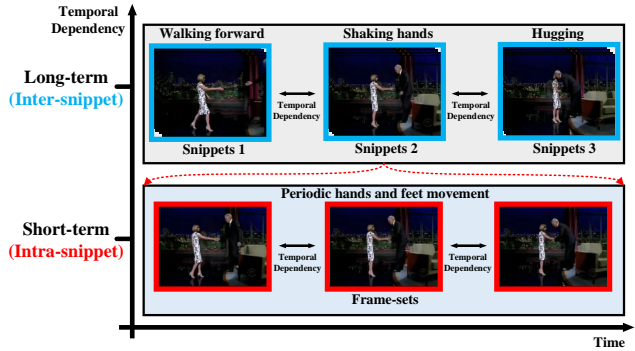 Temporal
Dependency
Walking forward
Shaking hands
Hugging
Long-term
(Inter-snippet)
Temporal
Dependency
Temporal
Dependency
Snippets 1
Snippets 2
Snippets 3
Periodic hands and feet movement
Short-term
(Intra-snippet)
Temporal
Dependency
Temporal
Dependency
Frame-sets
Time